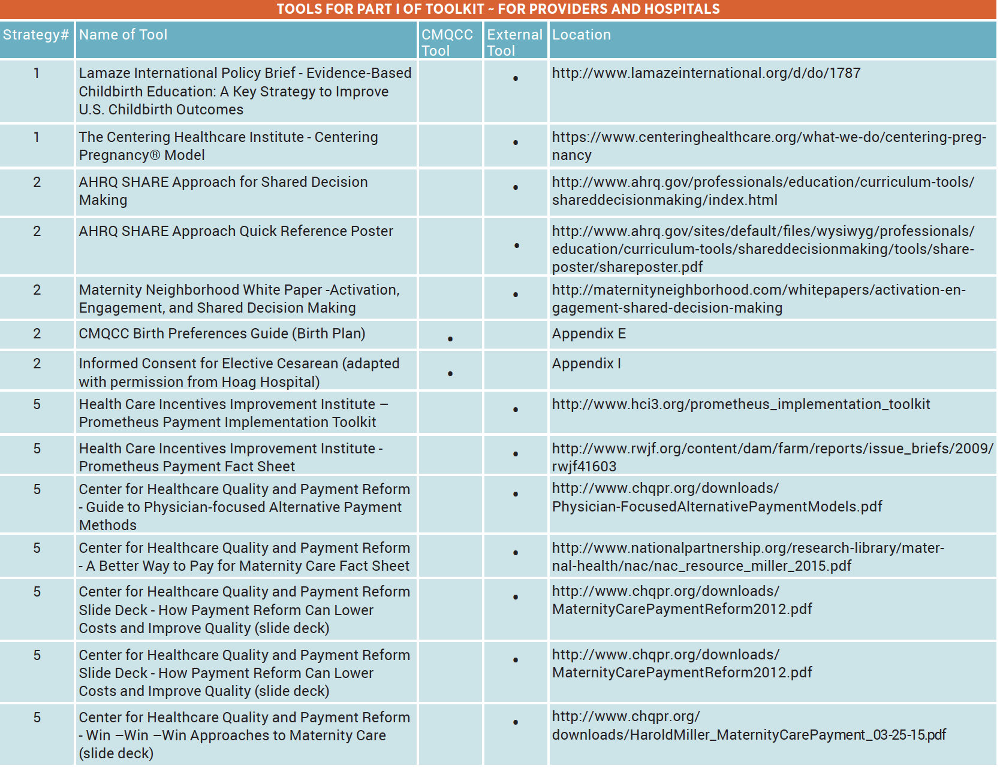 TOOLS FOR PART I OF TOOLKIT ~ FOR PROVIDERS AND HOSPITALS
Strategy# Name of Tool CMQCC Tool External Tool Location
1 Lamaze International Policy Brief - Evidence-Based • http://www.lamazeinternational.org/d/do/1787
Childbirth Education: A Key Strategy to Improve
U.S. Childbirth Outcomes
1 The Centering Healthcare Institute - Centering • https://www.centeringhealthcare.org/what-we-do/centering-preg-
Pregnancy® Model nancy
2 AHRQ SHARE Approach for Shared Decision • http://www.ahrq.gov/professionals/education/curriculum-tools/
Making shareddecisionmaking/index.html
2 AHRQ SHARE Approach Quick Reference Poster • http://www.ahrq.gov/sites/default/files/wysiwyg/professionals/
education/curriculum-tools/shareddecisionmaking/tools/share-
poster/shareposter.pdf
2 Maternity Neighborhood White Paper -Activation, • http://maternityneighborhood.com/whitepapers/activation-en-
Engagement, and Shared Decision Making gagement-shared-decision-making
2 CMQCC Birth Preferences Guide (Birth Plan) • Appendix E
2 Informed Consent for Elective Cesarean (adapted • Appendix I
with permission from Hoag Hospital)
5 Health Care Incentives Improvement Institute – • http://www.hci3.org/prometheus_implementation_toolkit
Prometheus Payment Implementation Toolkit
5 Health Care Incentives Improvement Institute - • http://www.rwjf.org/content/dam/farm/reports/issue_briefs/2009/
Prometheus Payment Fact Sheet rwjf41603
5 Center for Healthcare Quality and Payment Reform • http://www.chqpr.org/downloads/
- Guide to Physician-focused Alternative Payment Physician-FocusedAlternativePaymentModels.pdf
Methods
5 Center for Healthcare Quality and Payment Reform • http://www.nationalpartnership.org/research-library/mater-
- A Better Way to Pay for Maternity Care Fact Sheet nal-health/nac/nac_resource_miller_2015.pdf
5 Center for Healthcare Quality and Payment Reform • http://www.chqpr.org/downloads/
Slide Deck - How Payment Reform Can Lower MaternityCarePaymentReform2012.pdf
Costs and Improve Quality (slide deck)
5 Center for Healthcare Quality and Payment Reform • http://www.chqpr.org/downloads/
Slide Deck - How Payment Reform Can Lower MaternityCarePaymentReform2012.pdf
Costs and Improve Quality (slide deck)
5 Center for Healthcare Quality and Payment Reform • http://www.chqpr.org/
- Win –Win –Win Approaches to Maternity Care downloads/HaroldMiller_MaternityCarePayment_03-25-15.pdf
(slide deck)